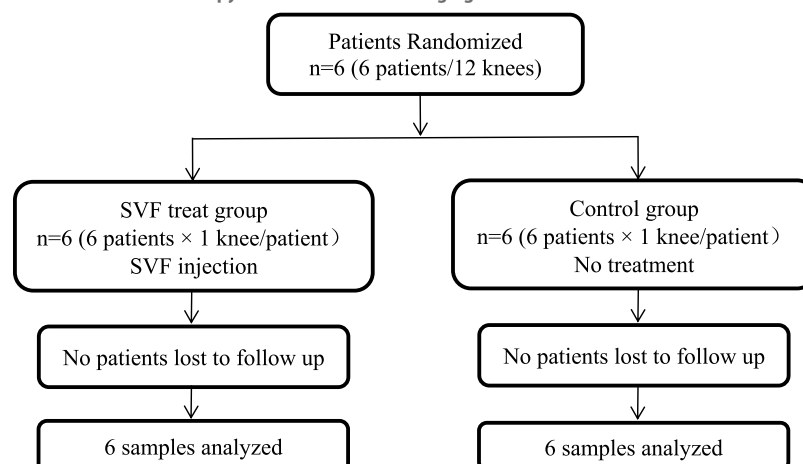 Patients Randomized
n=6 (6 patients/12 knees)
SVF treat group
n=6 (6 patients × 1 knee/patient）
SVF injection
Control group
n=6 (6 patients × 1 knee/patient）
No treatment
No patients lost to follow up
No patients lost to follow up
6 samples analyzed
6 samples analyzed